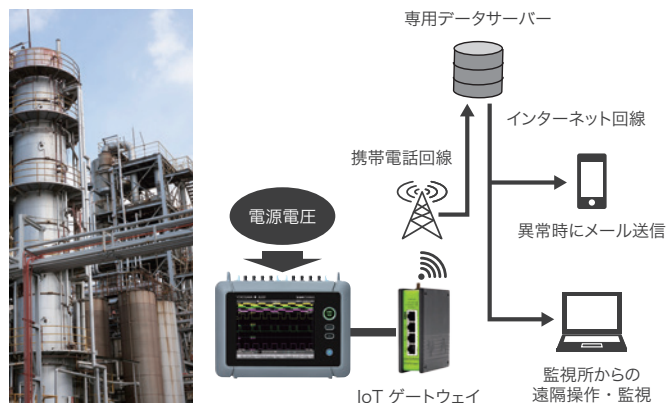 専用データサーバー
インターネット回線
携帯電話回線
電源電圧
異常時にメール送信
IoT ゲートウェイ
監視所からの
遠隔操作・監視